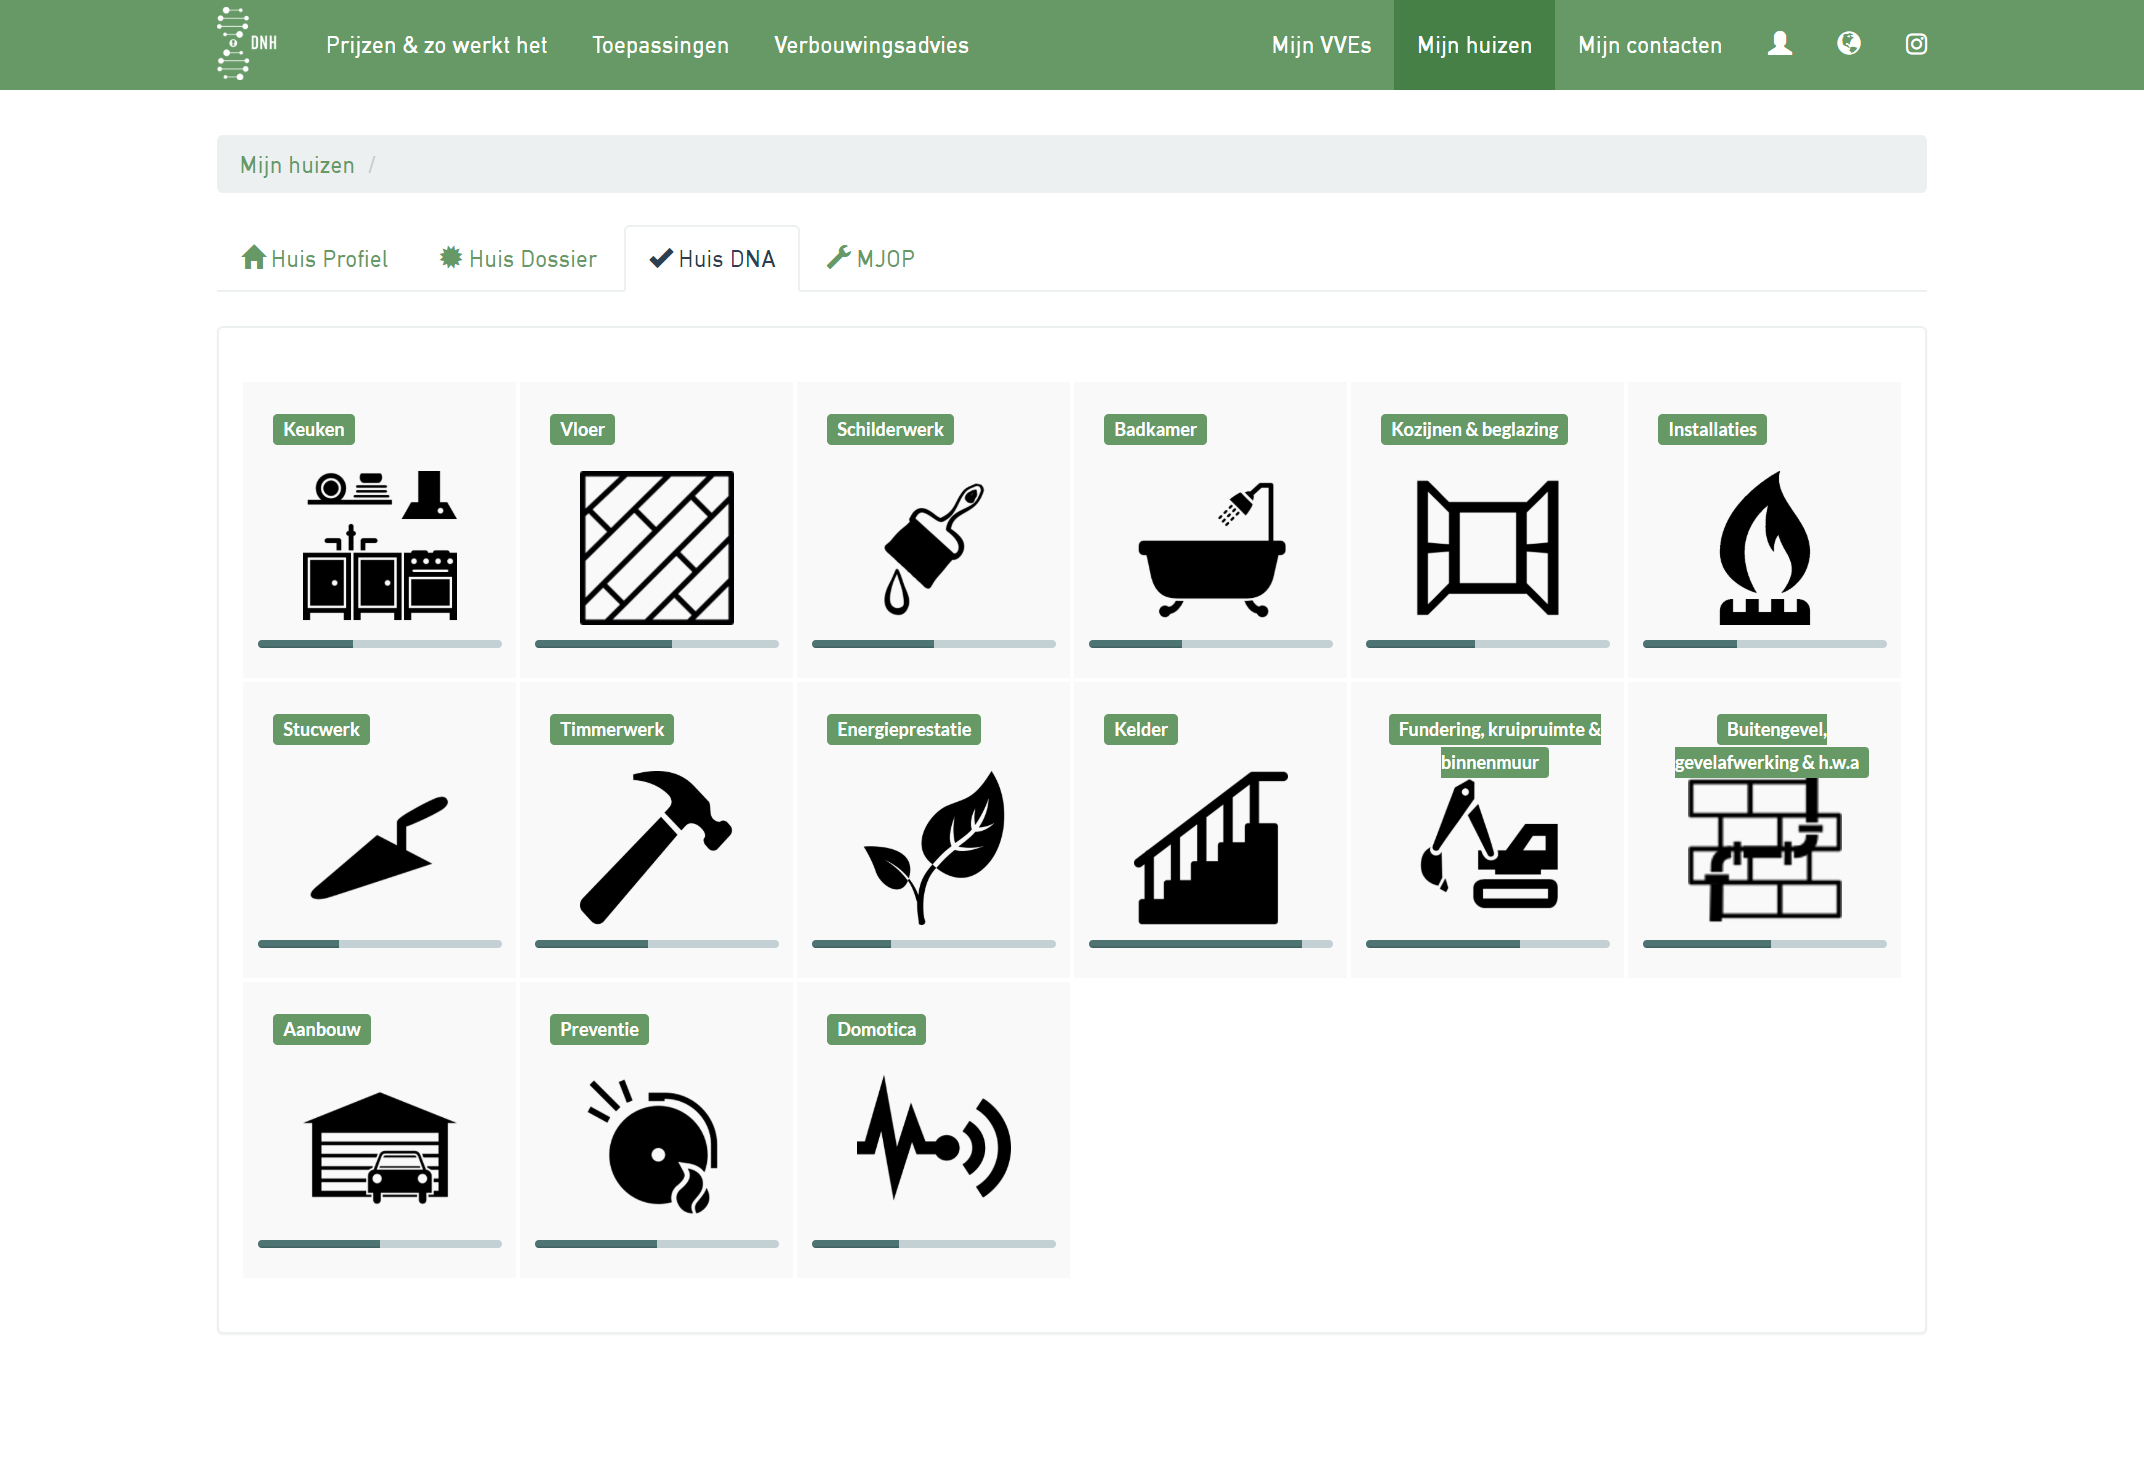 DNH
Prijzen & zo werkt het
Toepassingen
Verbouwingsadvies
Mijn VVEs
Mijn huizen
Mijn contacten
Mijn huizen /
Huis Profiel
Huis Dossier
Huis DNA
MJOP
Keuken
Vloer
Schilderwerk
Badkamer
Kozijnen & beglazing
Installaties
Stucwerk
Timmerwerk
Energieprestatie
Kelder
Fundering, kruipruimte &
binnenmuur
Buitengevel,
gevelafwerking & h.w.a
Aanbouw
Preventie
Domotica